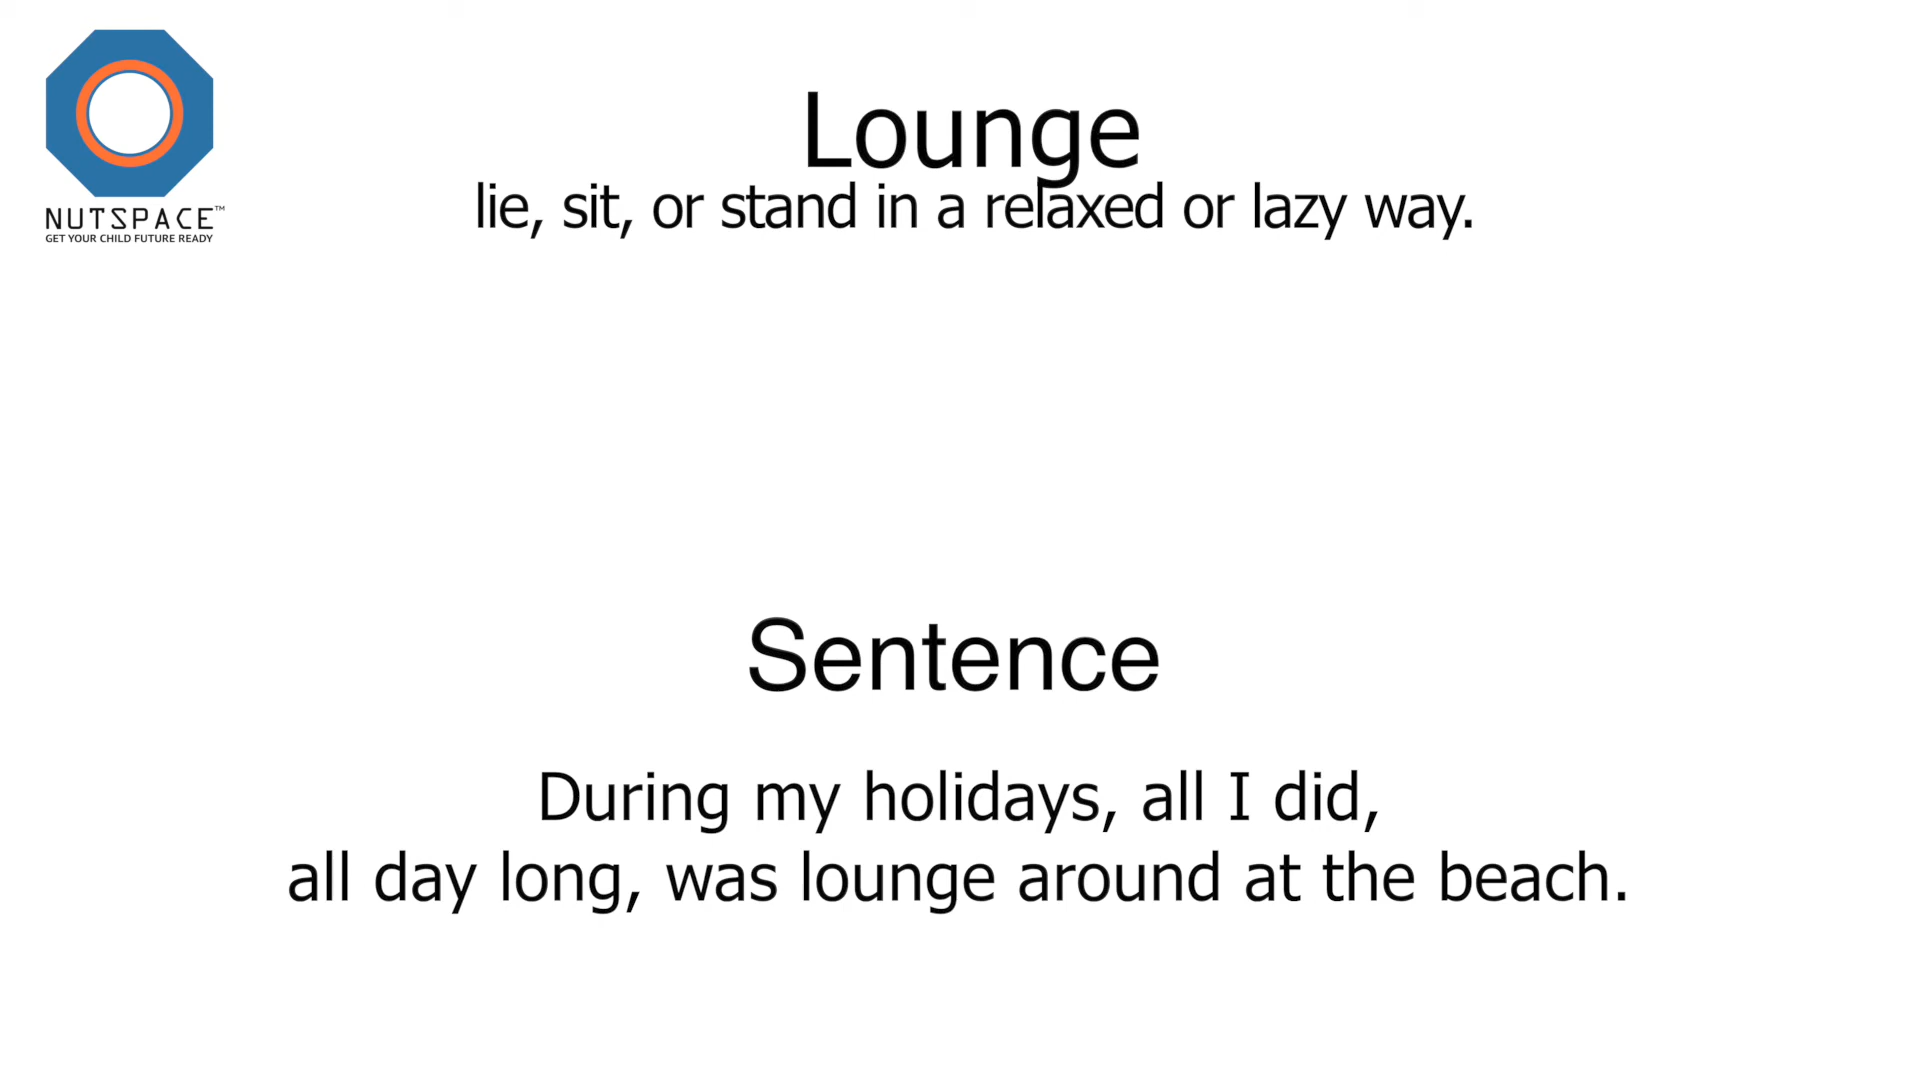 NUTSPACE™
GET YOUR CHILD FUTURE READY
Lounge
lie, sit, or stand in a relaxed or lazy way.
Sentence
During my holidays, all I did,
all day long, was lounge around at the beach.